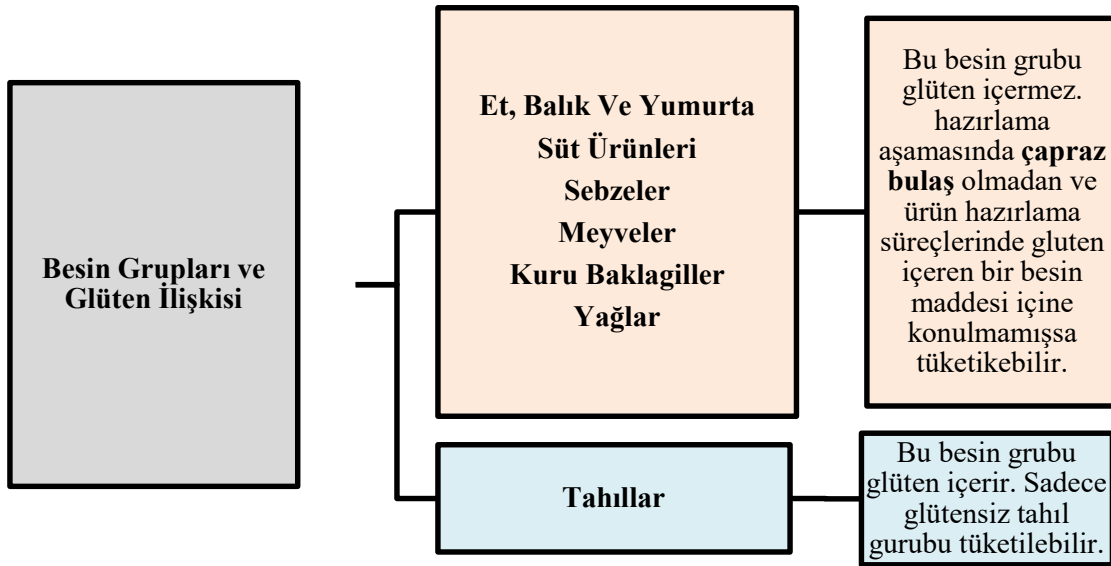 Besin Grupları ve
Glüten İlişkisi
Et, Balık Ve Yumurta
Süt Ürünleri
Sebzeler
Meyveler
Kuru Baklagiller
Yağlar
Bu besin grubu
glüten içermez.
hazırlama
aşamasında çapraz
bulaş olmadan ve
ürün hazırlama
süreçlerinde gluten
içeren bir besin
maddesi içine
konulmamışsa
tüketikebilir.
Tahıllar
Bu besin grubu
glüten içerir. Sadece
glütensiz tahıl
gurubu tüketilebilir.